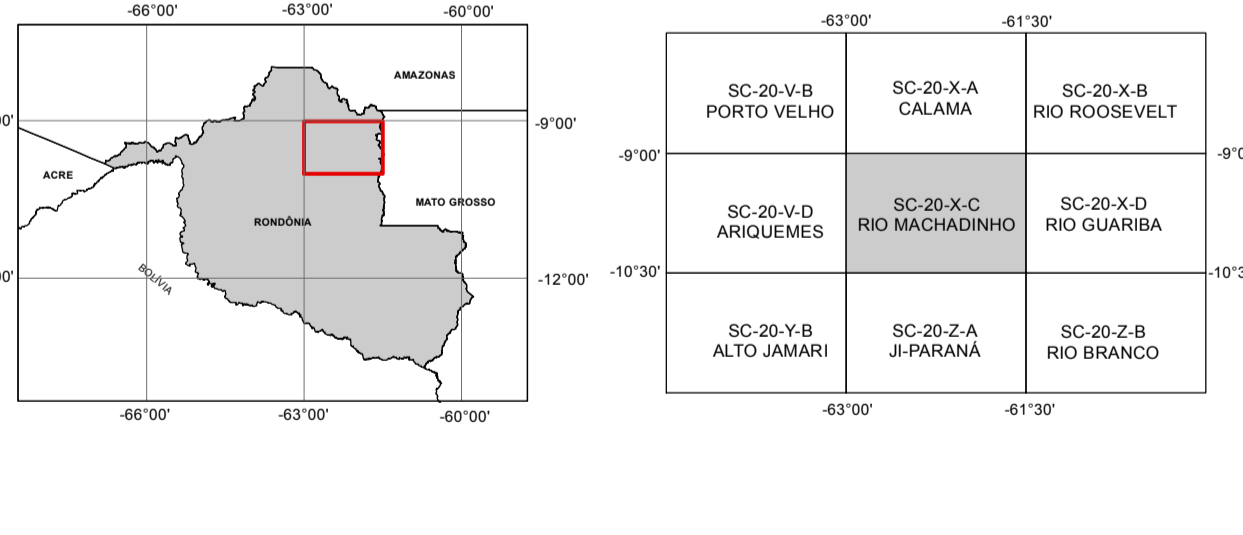 -66°00' -63°00' -60°00'
AMAZONAS
-9°00'
ACRE
MATO GROSSO
RONDÔNIA
BOLÍVIA
-12°00'
-66°00' -63°00' -60°00'
-63°00' -61°30'
SC-20-V-B
PORTO VELHO
SC-20-X-A
CALAMA
SC-20-X-B
RIO ROOSEVELT
-9°00'
SC-20-V-D
ARIQUEMES
SC-20-X-C
RIO MACHADINHO
SC-20-X-D
RIO GUARIBA
-10°30'
SC-20-Y-B
ALTO JAMARI
SC-20-Z-A
JI-PARANÁ
SC-20-Z-B
RIO BRANCO
-63°00' -61°30'